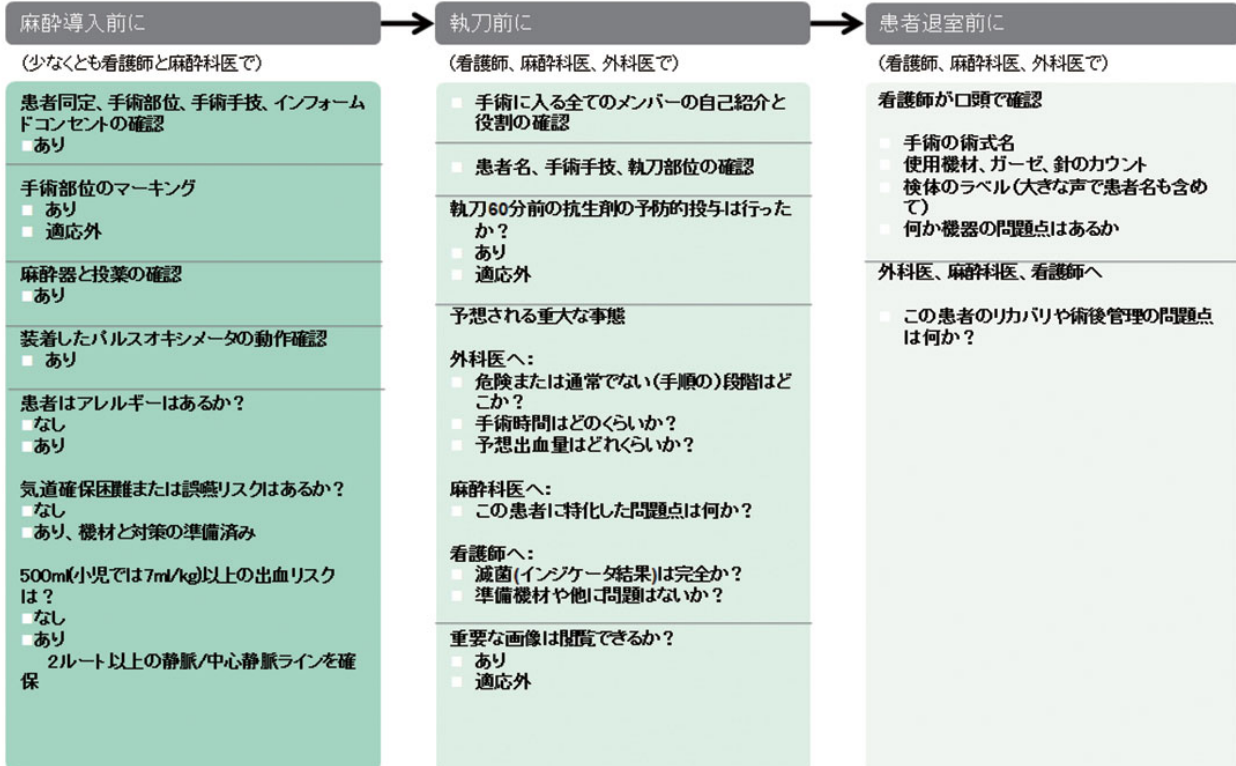 麻酔導入前に
(少なくとも看護師と麻酔科医で)
患者同定、手術部位、手術手技、インフォーム
ドコンセントの確認
あり
手術部位のマーキング
あり
適応外
麻酔器と投薬の確認
あり
装着したパルスオキシメータの動作確認
あり
患者はアレルギーはあるか?
なし
あり
気道確保困難または誤嚥リスクはあるか?
なし
あり、機材と対策の準備済み
500ml(小児では7ml/kg)以上の出血リスク
は?
なし
あり
2ルート以上の静脈/中心静脈ラインを確
保
執刀前に
(看護師、麻酔科医、外科医で)
手術に入る全てのメンバーの自己紹介と
役割の確認
患者名、手術手技、執刀部位の確認
執刀60分前の抗生剤の予防的投与は行った
か?
あり
適応外
予想される重大な事態
外科医へ:
危険または通常でない(手順の)段階はど
こか?
手術時間はどのくらいか?
予想出血量はどれくらいか?
麻酔科医へ:
この患者に特化した問題点は何か?
看護師へ:
滅菌(インジケータ結果)は完全か?
準備機材や他に問題はないか?
重要な画像は閲覧できるか?
あり
適応外
患者退室前に
(看護師、麻酔科医、外科医で)
看護師が口頭で確認
手術の術式名
使用機材、ガーゼ、針のカウント
検体のラベル(大きな声で患者名も含め
て)
何か機器の問題点はあるか
外科医、麻酔科医、看護師へ
この患者のリカバリや術後管理の問題点
は何か?